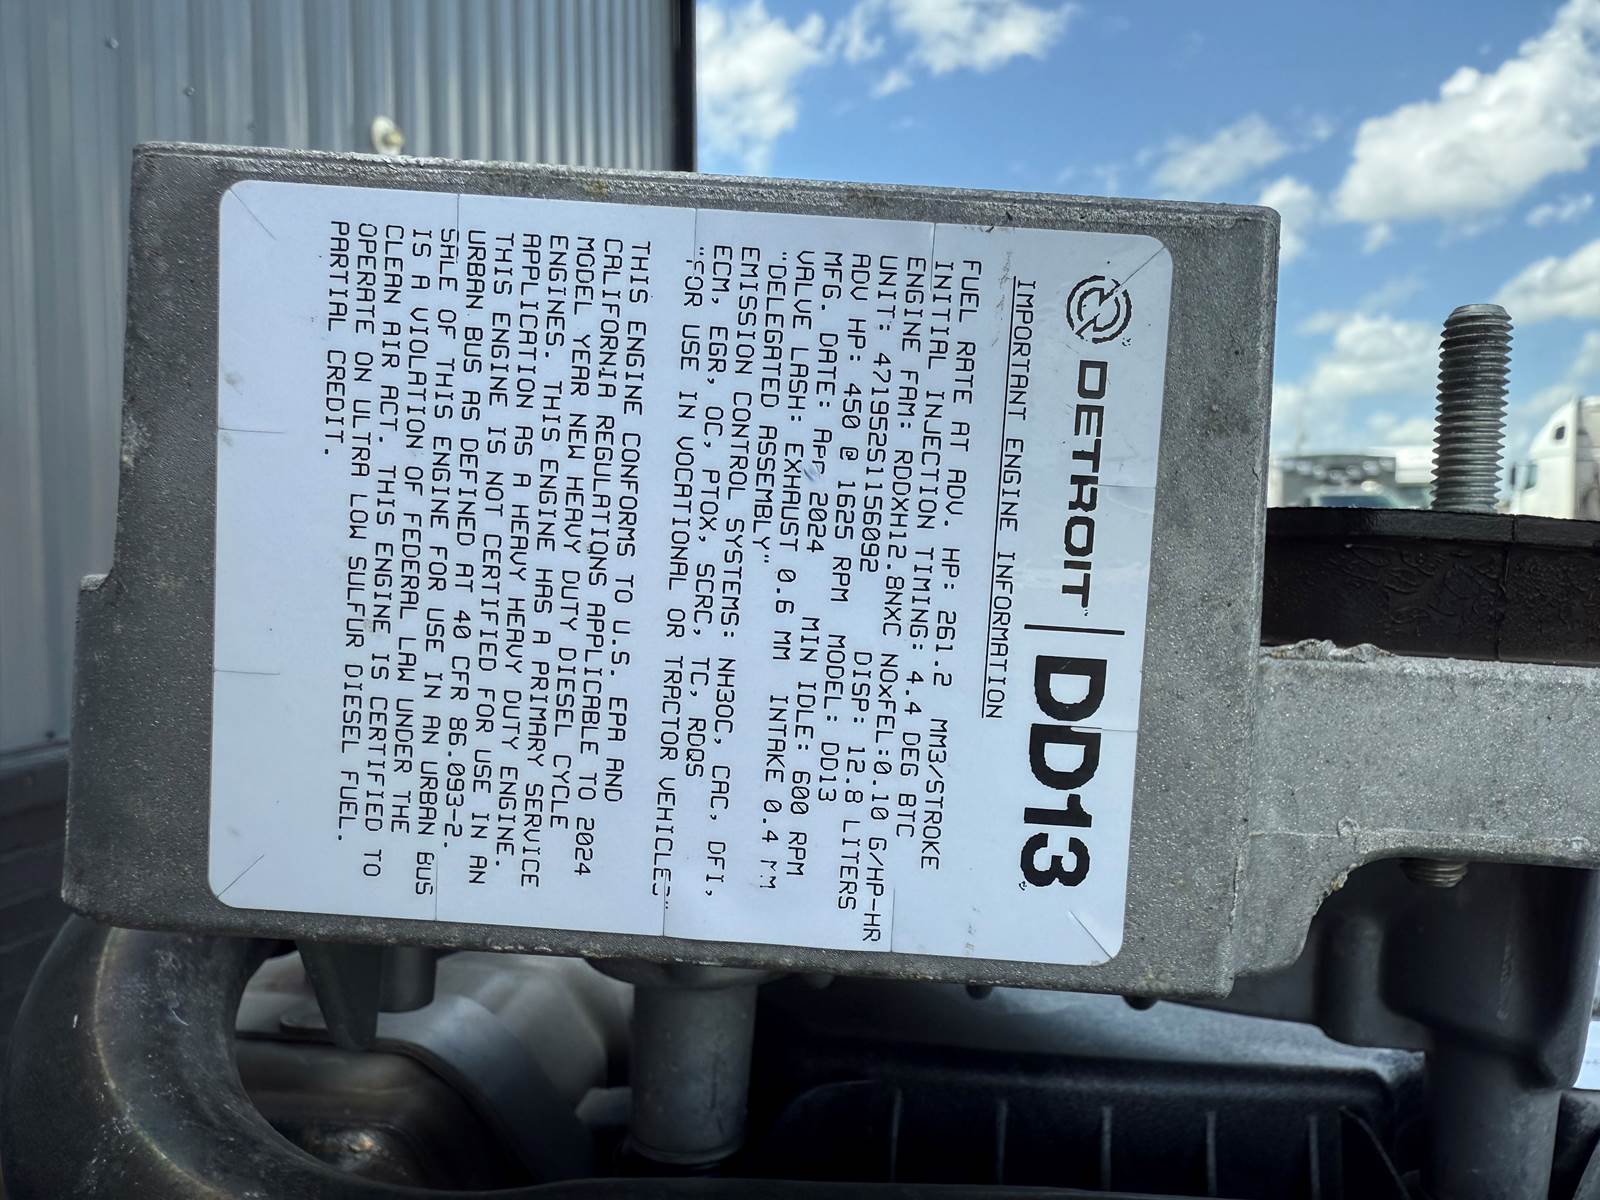 DETROIT™ DD13®
IMPORTANT ENGINE INFORMATION
FUEL RATE AT ADV. HP: 261.2 MM3/STROKE
INITIAL INJECTION TIMING: 4.4 DEG BTC
ENGINE FAM: RDDXH12.8NXC NOxFEL:0.10 G/HP-HR
UNIT: 471952S1156092 DISP: 12.8 LITERS
ADV HP: 450 @ 1625 RPM MODEL: DD13
MFG. DATE: APR 2024 MIN IDLE: 600 RPM
VALVE LASH: EXHAUST 0.6 MM INTAKE 0.4 MM
"DELEGATED ASSEMBLY"
EMISSION CONTROL SYSTEMS: NH3OC, CAC, DFI,
ECM, EGR, OC, PTOX, SCRC, TC, RDQS
"FOR USE IN VOCATIONAL OR TRACTOR VEHICLES"
THIS ENGINE CONFORMS TO U.S. EPA AND
CALIFORNIA REGULATIONS APPLICABLE TO 2024
MODEL YEAR NEW HEAVY DUTY DIESEL CYCLE
ENGINES. THIS ENGINE HAS A PRIMARY SERVICE
APPLICATION AS A HEAVY HEAVY DUTY ENGINE.
THIS ENGINE IS NOT CERTIFIED FOR USE IN AN
URBAN BUS AS DEFINED AT 40 CFR 86.093-2.
SALE OF THIS ENGINE FOR USE IN AN URBAN BUS
IS A VIOLATION OF FEDERAL LAW UNDER THE
CLEAN AIR ACT. THIS ENGINE IS CERTIFIED TO
OPERATE ON ULTRA LOW SULFUR DIESEL FUEL.
PARTIAL CREDIT.